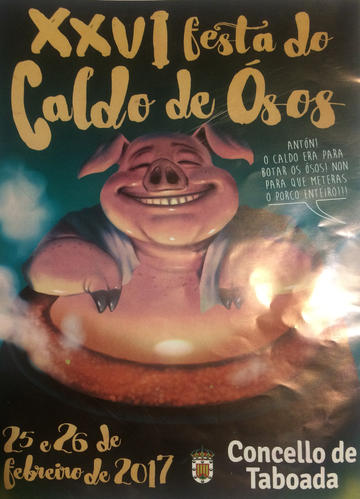 XXVI festa do
Caldo de Ósos
ANTÓN!
O CALDO ERA PARA
BOTAR OS ÓSOS! NON
PARA QUE METERAS
O PORCO ENTEIRO!!!
25 e 26 de
febreiro de 2017
Concello de
Taboada